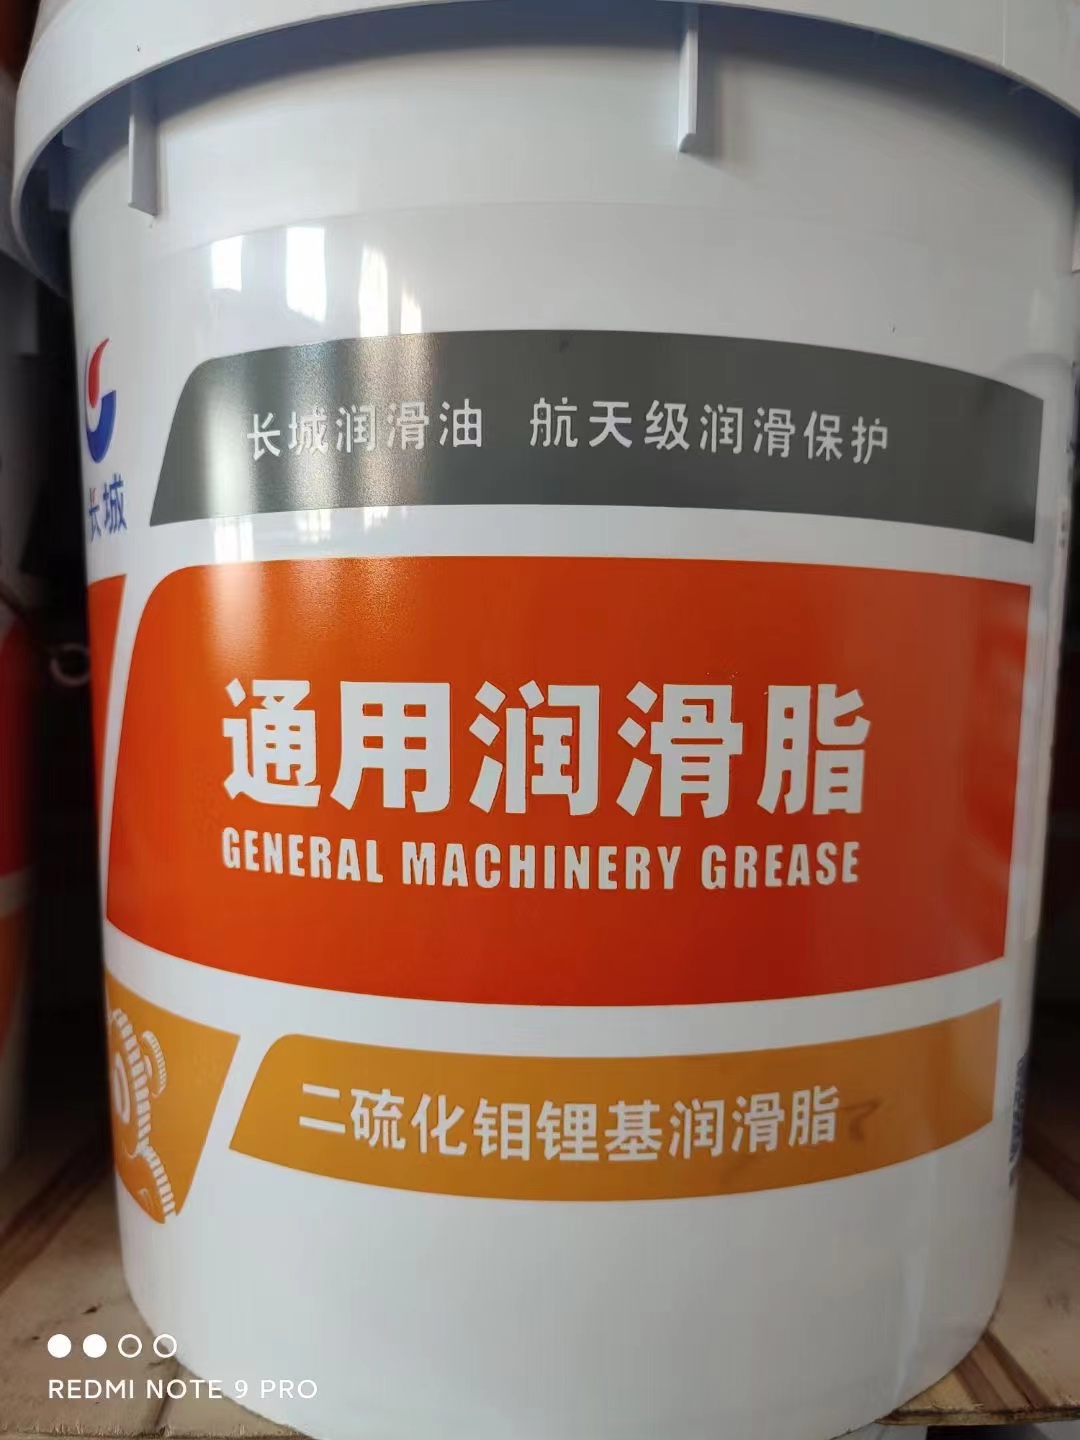 长城润滑油 航天级润滑保护
长城
通用润滑脂
GENERAL MACHINERY GREASE
二硫化钼锂基润滑脂
REDMI NOTE 9 PRO